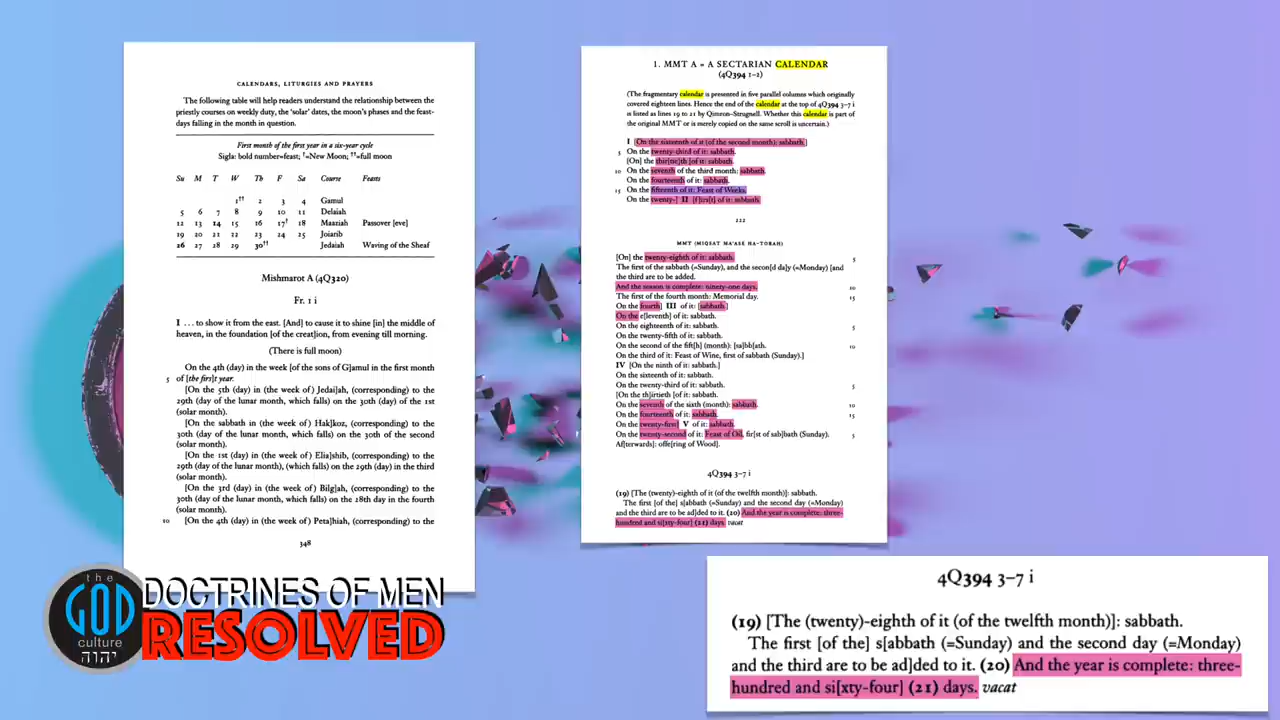 CALENDARS, LITURGIES AND PRAYERS
The following table will help readers understand the relationship between the
priestly courses on weekly duty, the 'solar' dates, the moon's phases and the feast-
days falling in the month in question.
First month of the first year in a six-year cycle
Sigla: bold number=feast; †=New Moon; ††=full moon
Su M T W Th F Sa Course Feasts
1†† 2 3 4 Gamul
5 6 7 8 9 10 11 Delaiah
12 13 14 15 16 17† 18 Maaziah Passover [eve]
19 20 21 22 23 24 25 Joiarib
26 27 28 29 30†† Jedaiah Waving of the Sheaf
Mishmarot A (4Q320)
Fr. 1 i
I . . . to show it from the east. [And] to cause it to shine [in] the middle of
heaven, in the foundation [of the creat]ion, from evening till morning.
(There is full moon)
On the 4th (day) in the week [of the sons of G]amul in the first month
5 of [the firs]t year.
[On the 5th (day) in (the week of) Jedai]ah, (corresponding) to the
29th (day of the lunar month, which falls) on the 30th of the 1st
(solar month).
[On the sabbath in (the week of) Hak]koz, (corresponding) to the
30th (day of the lunar month, which falls) on the 30th of the second
(solar month).
[On the 1st (day) in (the week of) Elia]shib, (corresponding) to the
29th (day of the lunar month), (which falls) on the 29th (day) in the third
(solar month).
[On the 3rd (day) in (the week of) Bilg]ah, (corresponding) to the
30th (day of the lunar month, which falls) on the 28th day in the fourth
(solar month).
10 [On the 4th (day) in (the week of) Peta]hiah, (corresponding) to the
348
the
GOD
culture
יהוה
DOCTRINES OF MEN
RESOLVED
1. MMT A = A SECTARIAN CALENDAR
(4Q394 1–2)
(The fragmentary calendar is presented in five parallel columns which originally
covered eighteen lines. Hence the end of the calendar at the top of 4Q394 3–7 i
is listed as lines 19 to 21 by Qimron–Strugnell. Whether this calendar is part of
the original MMT or is merely copied on the same scroll is uncertain.)
I [On the sixteenth of it (of the second month): sabbath.]
5 On the twenty-third of it: sabbath.
[On] the thir[tie]th [of it: sabbath.
10 On the seventh of the third month: sabbath.
On the fourteenth of it: sabbath.
15 On the fifteenth of it: Feast of Weeks.
On the twenty-] II [f]irs[t] of it: sabbath.
222
MMT (MIQSAT MA'ASE HA-TORAH)
[On] the twenty-eighth of it: sabbath. 5
The first of the sabbath (=Sunday), and the secon[d da]y (=Monday) [and
the third are to be added.
And the season is complete: ninety-one days. 10
The first of the fourth month: Memorial day. 15
On the fourth] III of it: [sabbath.]
On the e[leventh] of it: sabbath.
On the eighteenth of it: sabbath. 5
On the twenty-fifth of it: sabbath.
On the second of the fift[h] (month): [sa]bb[ath. 10
On the third of it: Feast of Wine, first of sabbath (Sunday).]
IV [On the ninth of it: sabbath.]
On the sixteenth of it: sabbath.
On the twenty-third of it: sabbath. 5
[On the th]irtieth [of it: sabbath.
On the seventh of the sixth (month): sabbath. 10
On the fourteenth of it: sabbath. 15
On the twenty-first] V of it: sabbath.
On the twenty-second of it: Feast of Oil, fir[st of sab]bath (Sunday). 5
Af[terwards]: offe[ring of Wood].
4Q394 3–7 i
(19) [The (twenty)-eighth of it (of the twelfth month)]: sabbath.
The first [of the] s[abbath (=Sunday) and the second day (=Monday)
and the third are to be ad]ded to it. (20) And the year is complete: three-
hundred and si[xty-four] (21) days. vacat
4Q394 3–7 i
(19) [The (twenty)-eighth of it (of the twelfth month)]: sabbath.
The first [of the] s[abbath (=Sunday) and the second day (=Monday)
and the third are to be ad]ded to it. (20) And the year is complete: three-
hundred and si[xty-four] (21) days. vacat